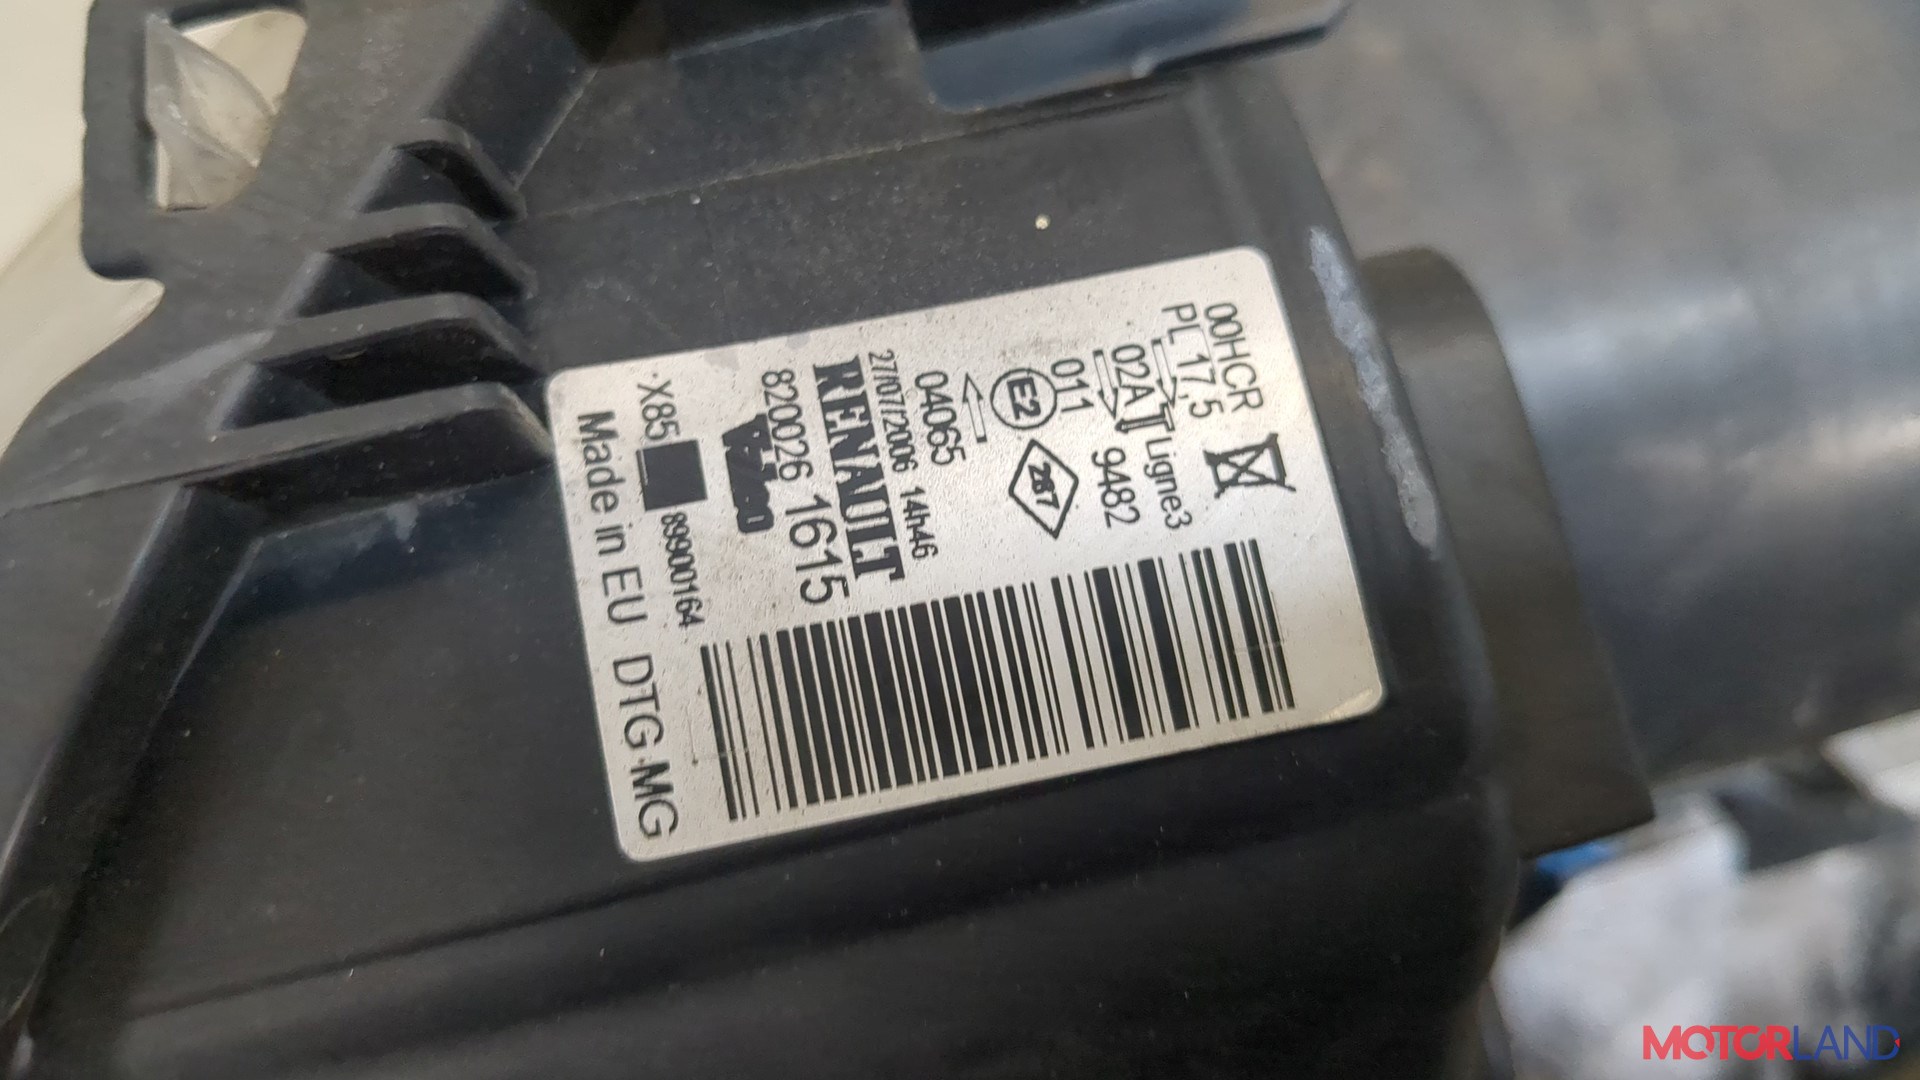 00HCR
PL 17,5
Ligne3
02A
9482
011
E2
287
04065
27/07/2006 14h46
RENAULT
820026 1615
Valeo
X85
89900164
Made in EU DTG MG
MOTORLAND